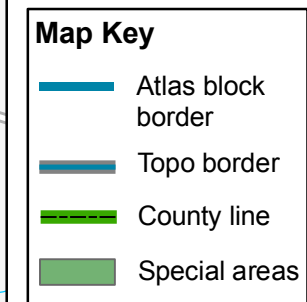 Map Key
Atlas block
border
Topo border
County line
Special areas